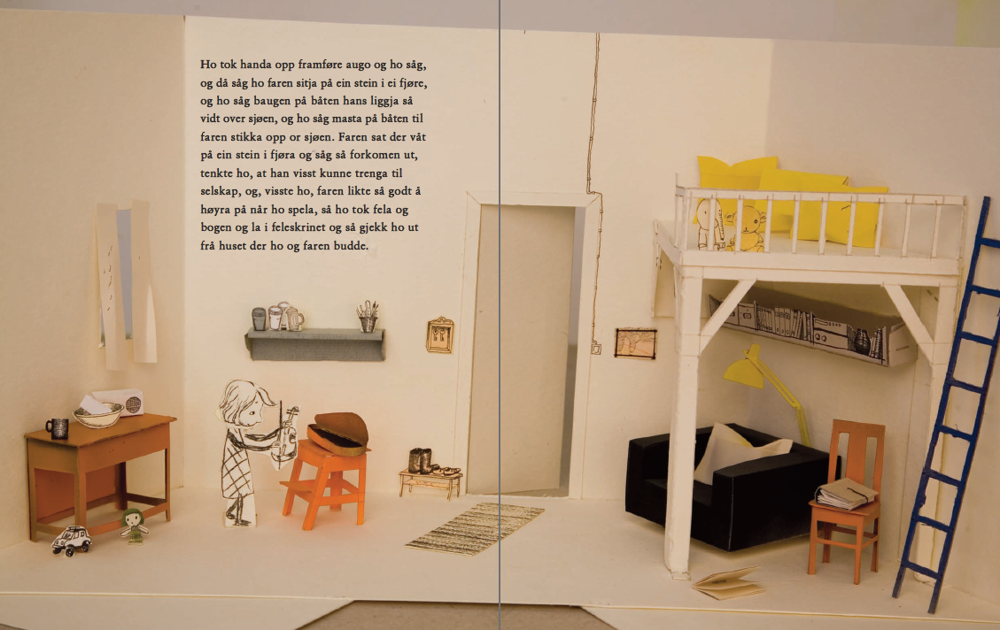 Ho tok handa opp framføre augo og ho såg,
og då såg ho faren sitja på ein stein i ei fjøre,
og ho såg baugen på båten hans liggja så
vidt over sjøen, og ho såg masta på båten til
faren stikka opp or sjøen. Faren sat der våt
på ein stein i fjøra og såg så forkomen ut,
tenkte ho, at han visst kunne trenga til
selskap, og, visste ho, faren likte så godt å
høyra på når ho spela, så ho tok fela og
bogen og la i feleskrinet og så gjekk ho ut
frå huset der ho og faren budde.